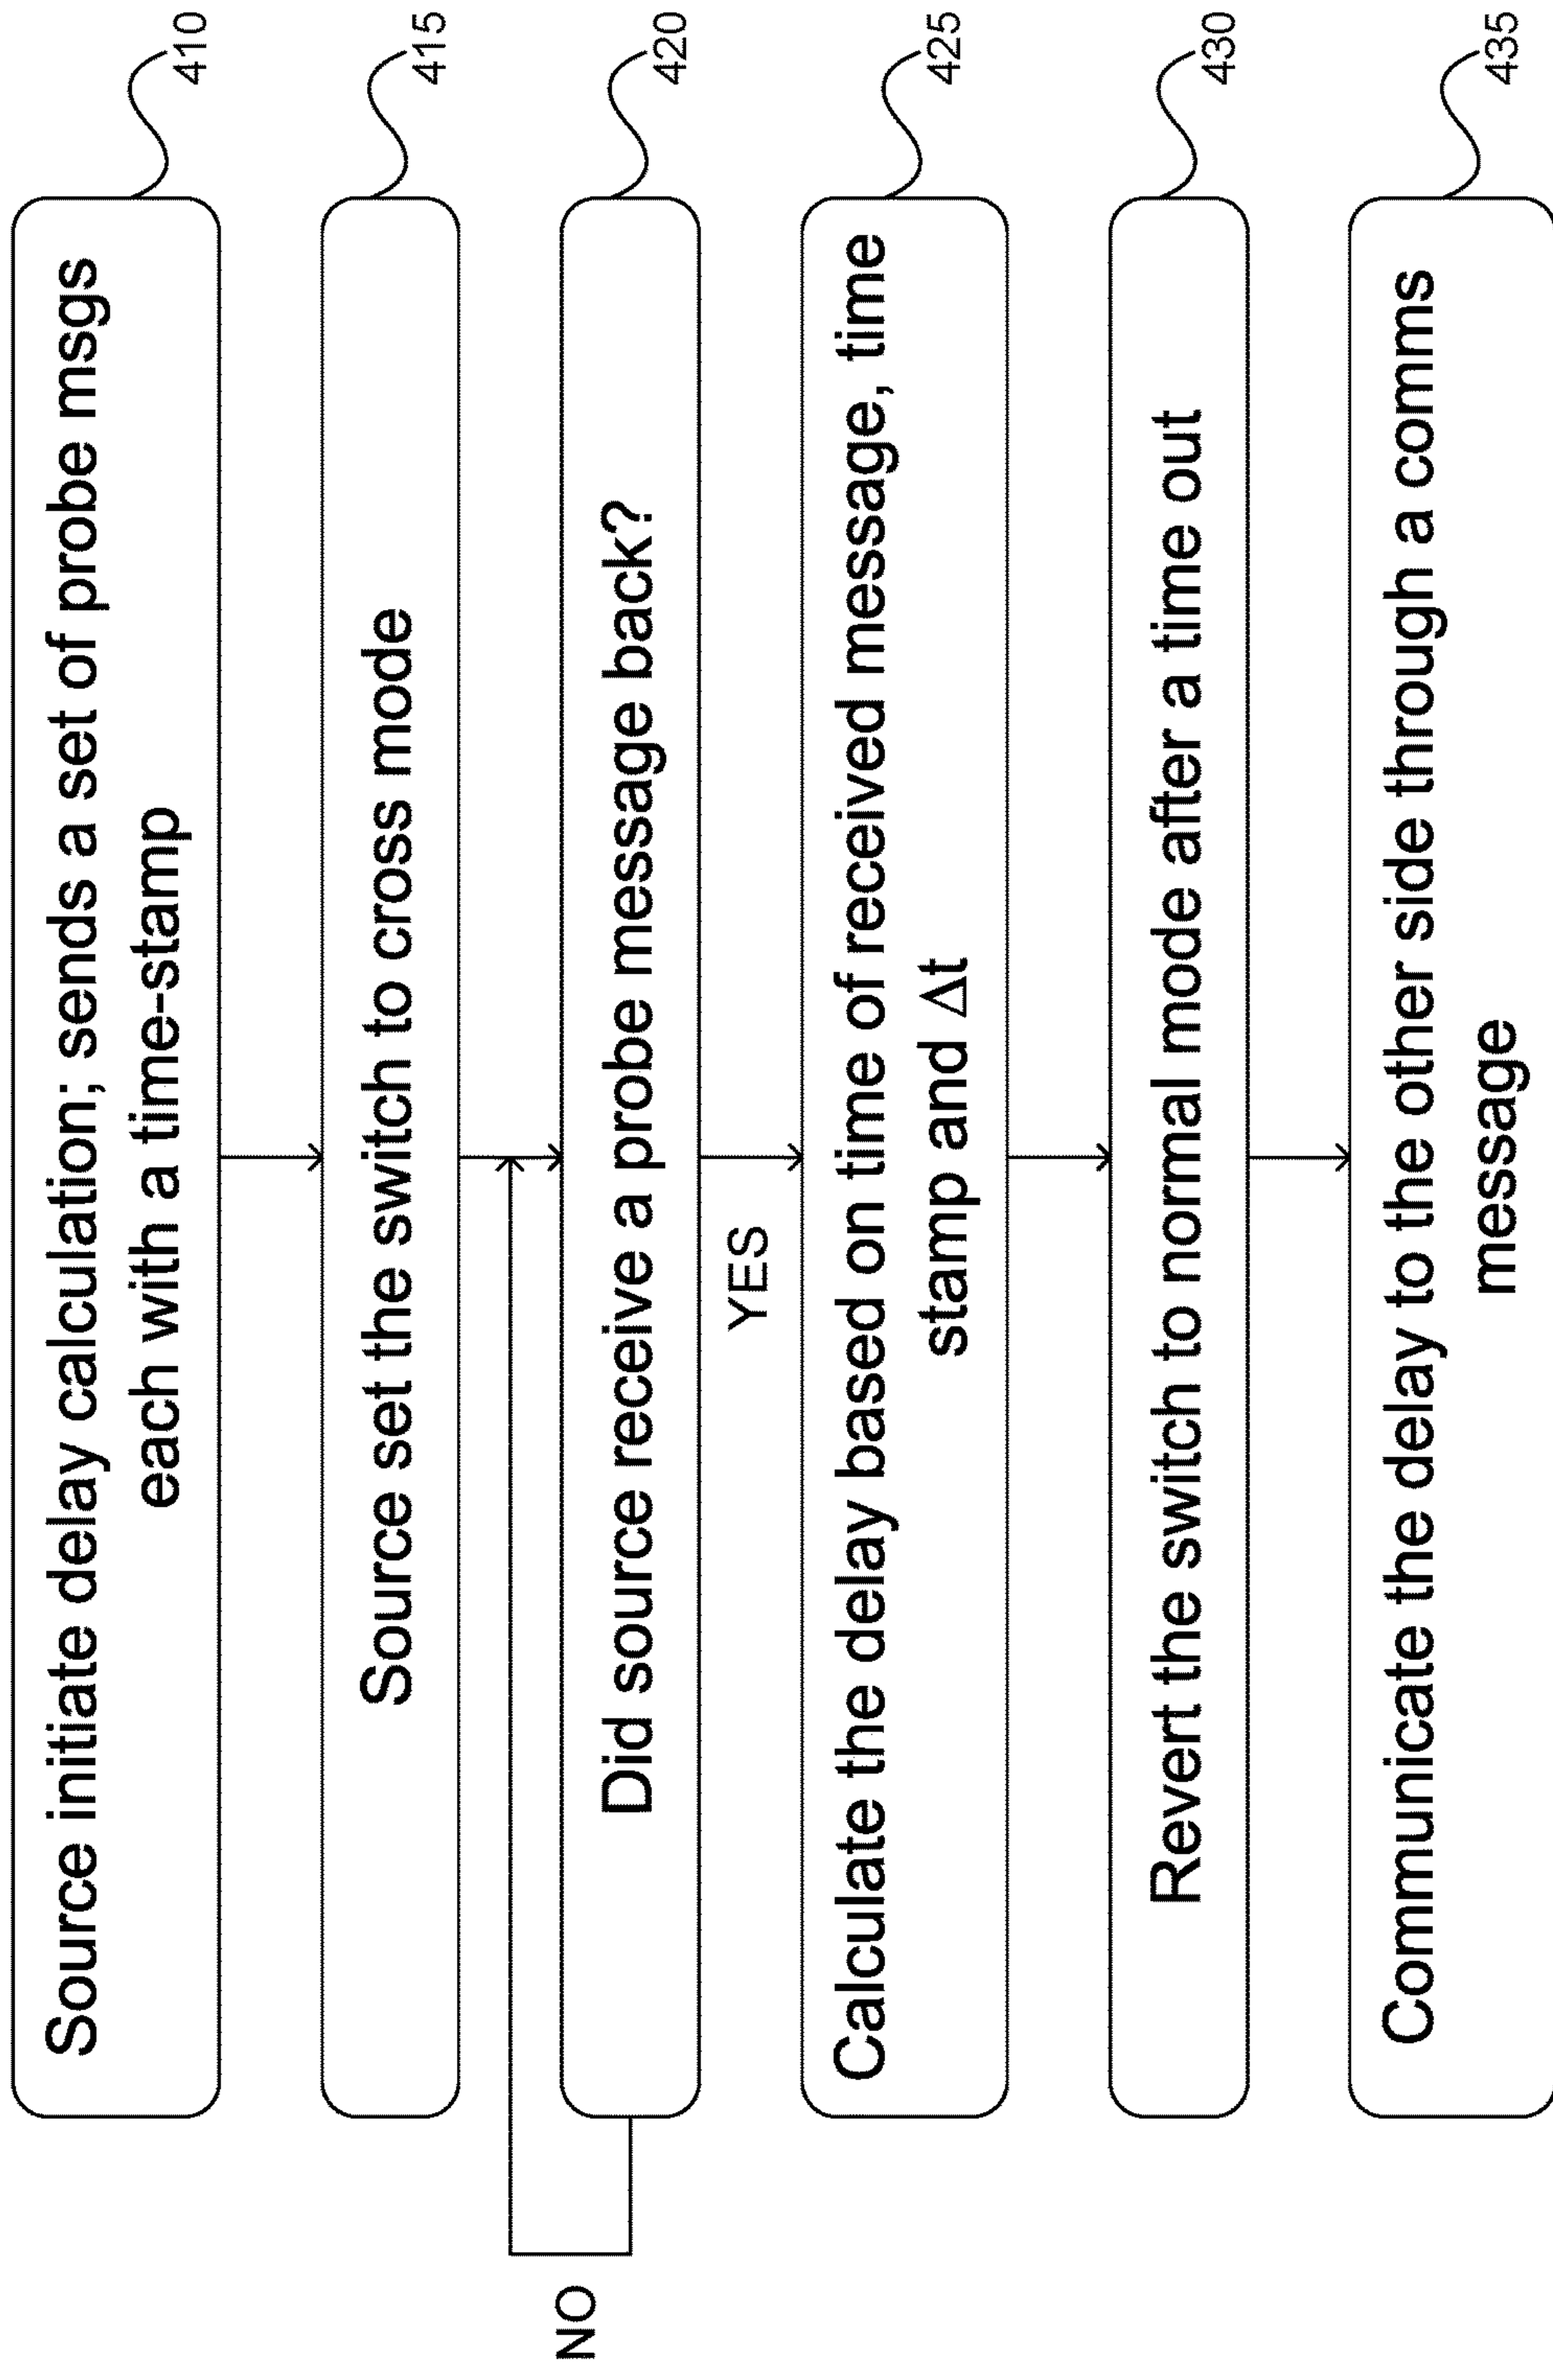 Source initiate delay calculation; sends a set of probe msgs
each with a time-stamp
410
Source set the switch to cross mode
415
Did source receive a probe message back?
420
NO
YES
Calculate the delay based on time of received message, time
stamp and Δt
425
Revert the switch to normal mode after a time out
430
Communicate the delay to the other side through a comms
message
435